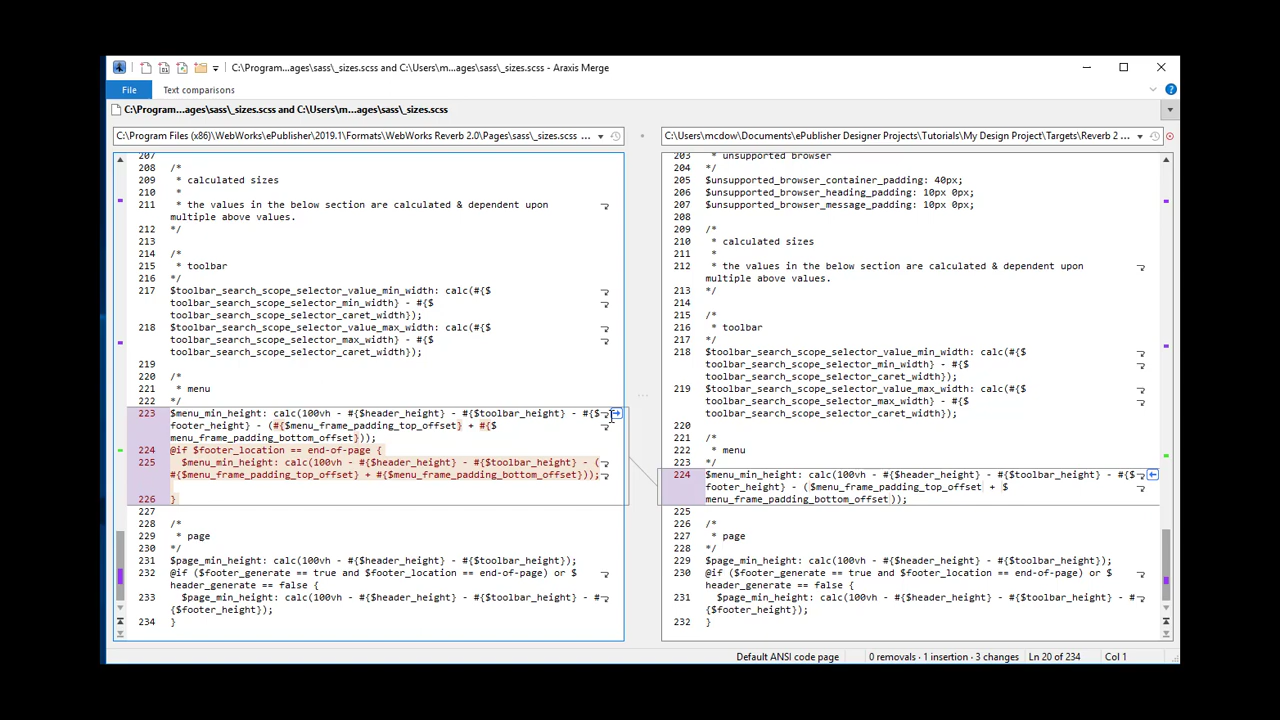 C:\Program...ages\sass\_sizes.scss and C:\Users\m...ages\sass\_sizes.scss - Araxis Merge
File Text comparisons
C:\Program...ages\sass\_sizes.scss and C:\Users\m...ages\sass\_sizes.scss
C:\Program Files (x86)\WebWorks\ePublisher\2019.1\Formats\WebWorks Reverb 2.0\Pages\sass\_sizes.scss ...
207
208 /*
209 * calculated sizes
210 *
211 * the values in the below section are calculated & dependent upon
multiple above values.
212 */
213
214 /*
215 * toolbar
216 */
217 $toolbar_search_scope_selector_value_min_width: calc(#{$
toolbar_search_scope_selector_min_width} - #{$
toolbar_search_scope_selector_caret_width});
218 $toolbar_search_scope_selector_value_max_width: calc(#{$
toolbar_search_scope_selector_max_width} - #{$
toolbar_search_scope_selector_caret_width});
219
220 /*
221 * menu
222 */
223 $menu_min_height: calc(100vh - #{$header_height} - #{$toolbar_height} - #{$
footer_height} - (#{$menu_frame_padding_top_offset} + #{$
menu_frame_padding_bottom_offset}));
224 @if $footer_location == end-of-page {
225 $menu_min_height: calc(100vh - #{$header_height} - #{$toolbar_height} - (
#{$menu_frame_padding_top_offset} + #{$menu_frame_padding_bottom_offset}));
226 }
227
228 /*
229 * page
230 */
231 $page_min_height: calc(100vh - #{$header_height} - #{$toolbar_height});
232 @if ($footer_generate == true and $footer_location == end-of-page) or $
header_generate == false {
233 $page_min_height: calc(100vh - #{$header_height} - #{$toolbar_height} - #
{$footer_height});
234 }
C:\Users\mcdow\Documents\ePublisher Designer Projects\Tutorials\My Design Project\Targets\Reverb 2 ...
203 * unsupported browser
204 */
205 $unsupported_browser_container_padding: 40px;
206 $unsupported_browser_heading_padding: 10px 0px;
207 $unsupported_browser_message_padding: 10px 0px;
208
209 /*
210 * calculated sizes
211 *
212 * the values in the below section are calculated & dependent upon
multiple above values.
213 */
214
215 /*
216 * toolbar
217 */
218 $toolbar_search_scope_selector_value_min_width: calc(#{$
toolbar_search_scope_selector_min_width} - #{$
toolbar_search_scope_selector_caret_width});
219 $toolbar_search_scope_selector_value_max_width: calc(#{$
toolbar_search_scope_selector_max_width} - #{$
toolbar_search_scope_selector_caret_width});
220
221 /*
222 * menu
223 */
224 $menu_min_height: calc(100vh - #{$header_height} - #{$toolbar_height} - #{$
footer_height} - ($menu_frame_padding_top_offset + $
menu_frame_padding_bottom_offset));
225
226 /*
227 * page
228 */
229 $page_min_height: calc(100vh - #{$header_height} - #{$toolbar_height});
230 @if ($footer_generate == true and $footer_location == end-of-page) or $
header_generate == false {
231 $page_min_height: calc(100vh - #{$header_height} - #{$toolbar_height} - #
{$footer_height});
232 }
Default ANSI code page 0 removals · 1 insertion · 3 changes Ln 20 of 234 Col 1